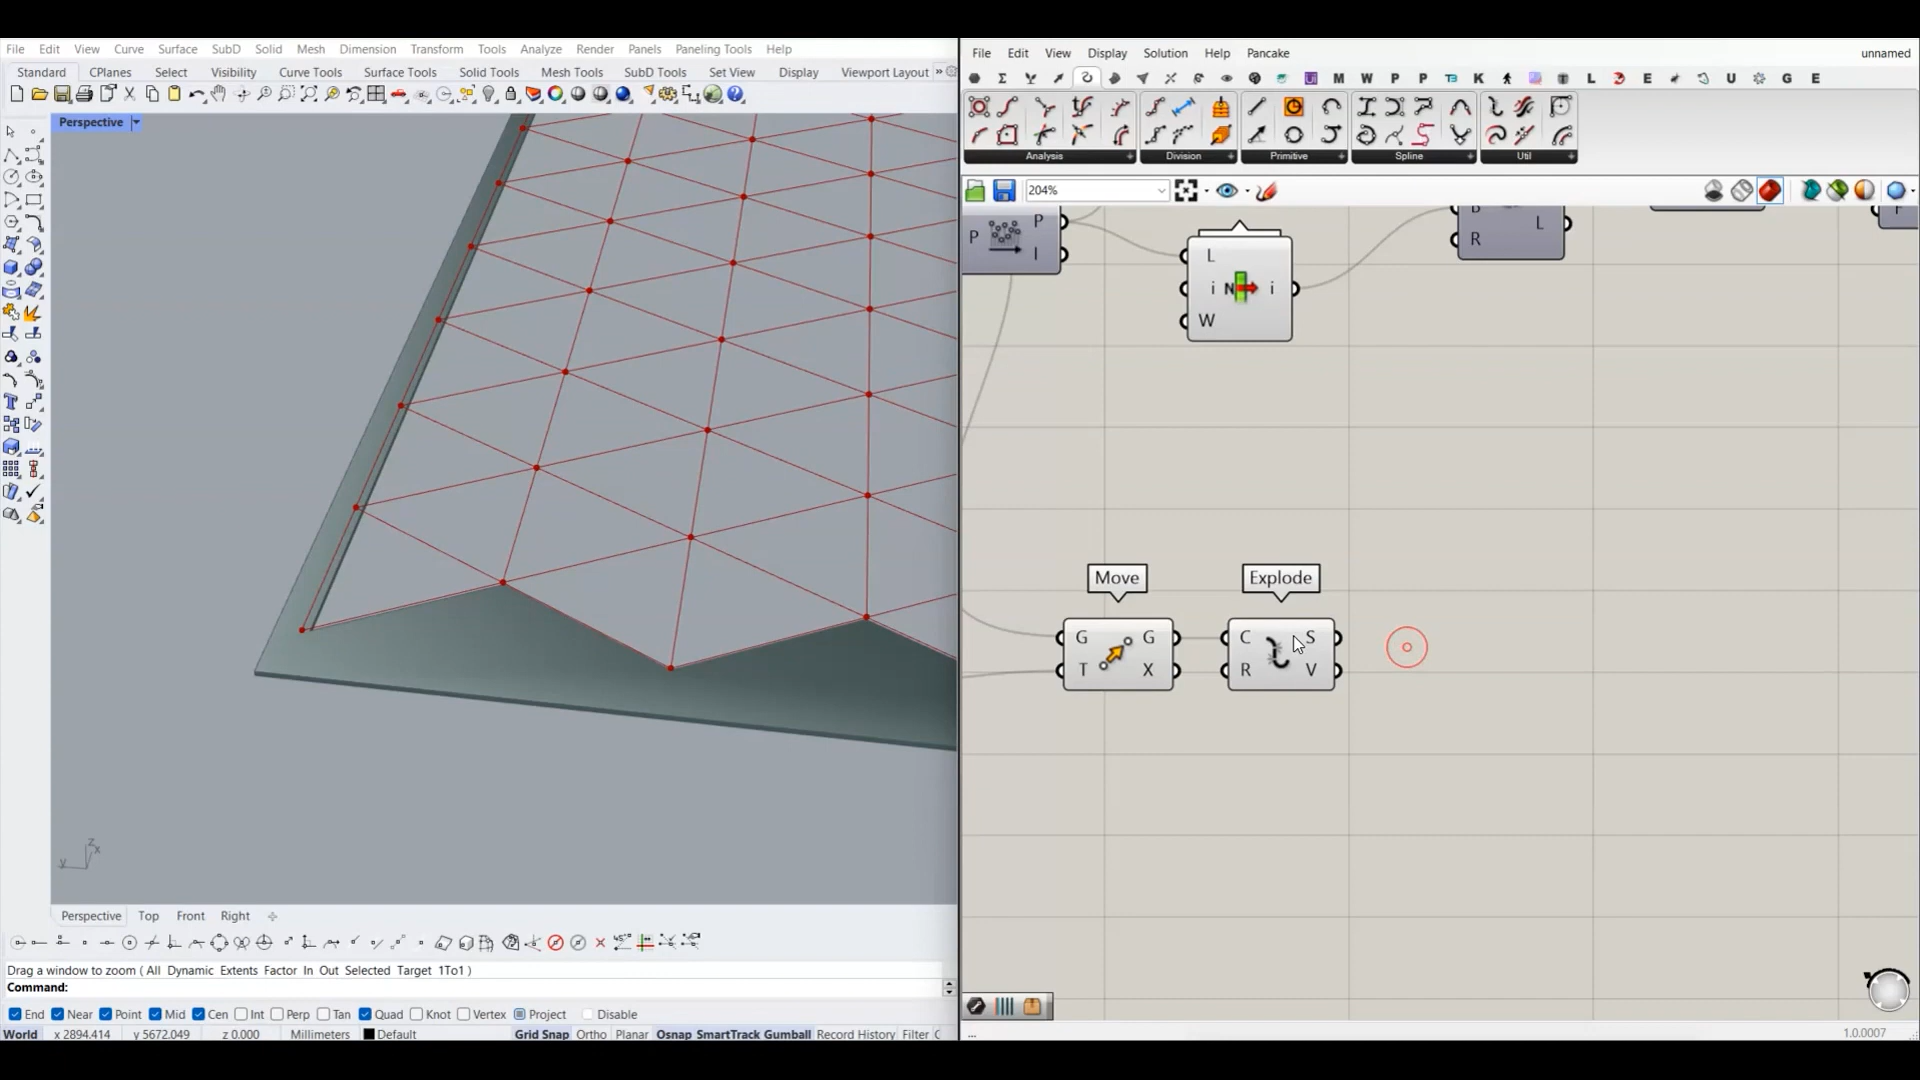 File Edit View Curve Surface SubD Solid Mesh Dimension Transform Tools Analyze Render Panels Paneling Tools Help
Standard CPlanes Select Visibility Curve Tools Surface Tools Solid Tools Mesh Tools SubD Tools Set View Display Viewport Layout »
Perspective
z
x
y
Perspective Top Front Right
Drag a window to zoom ( All Dynamic Extents Factor In Out Selected Target 1To1 )
Command:
End Near Point Mid Cen Int Perp Tan Quad Knot Vertex Project Disable
World x 2894.414 y 5672.049 z 0.000 Millimeters Default Grid Snap Ortho Planar Osnap SmartTrack Gumball Record History Filter
File Edit View Display Solution Help Pancake unnamed
M W P P K L U G E
Analysis Division Primitive Spline Util
204%
P P I
L i W N i
R L
F
Move
G T G X
Explode
C R S V
...
1.0.0007